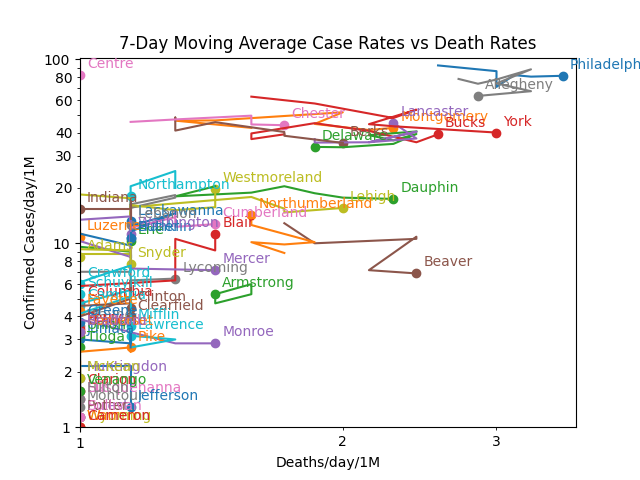 7-Day Moving Average Case Rates vs Death Rates
100
Philadelph
Centre
80
Allegheny
60
Lancaster
Chester
Montgomery
Bucks
York
40
Berks
Delaware
30
Northampton
Westmoreland
20
Dauphin
Indiana
Lehigh
Northumberland
Lackawanna
Cumberland
Blair
Luzerne
Erie
10
Adams
Snyder
8
Mercer
Beaver
Lycoming
6
Crawford
Armstrong
Columbia
Clinton
Clearfield
4
Mifflin
Lawrence
3
Tioga
Pike
Monroe
2
Huntingdon
Clarion
Jefferson
Potter
Cameron
1
1
2
3
Deaths/day/1M
Confirmed Cases/day/1M